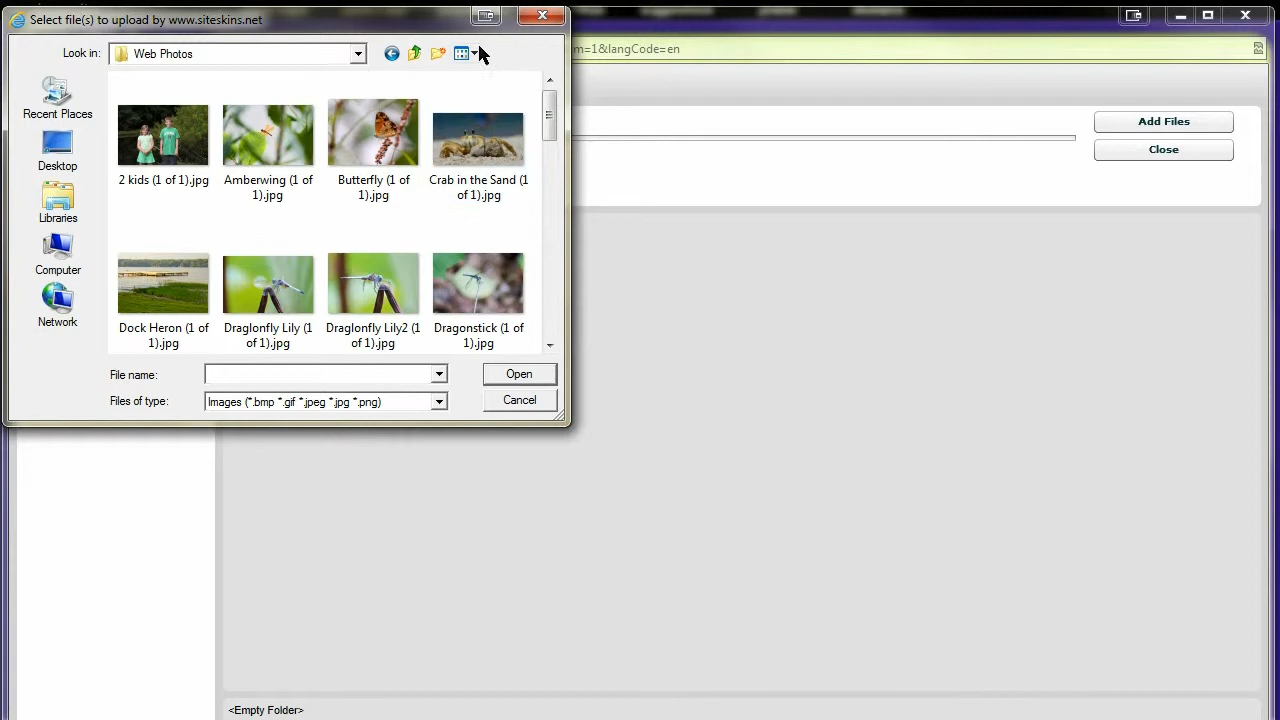 Select file(s) to upload by www.siteskins.net
m=1&langCode=en
Look in:
Web Photos
Recent Places
Desktop
Libraries
Computer
Network
2 kids (1 of 1).jpg
Amberwing (1 of
1).jpg
Butterfly (1 of
1).jpg
Crab in the Sand (1
of 1).jpg
Dock Heron (1 of
1).jpg
Draglonfly Lily (1
of 1).jpg
Draglonfly Lily2 (1
of 1).jpg
Dragonstick (1 of
1).jpg
File name:
Open
Files of type:
Images (*.bmp *.gif *.jpeg *.jpg *.png)
Cancel
Add Files
Close
<Empty Folder>